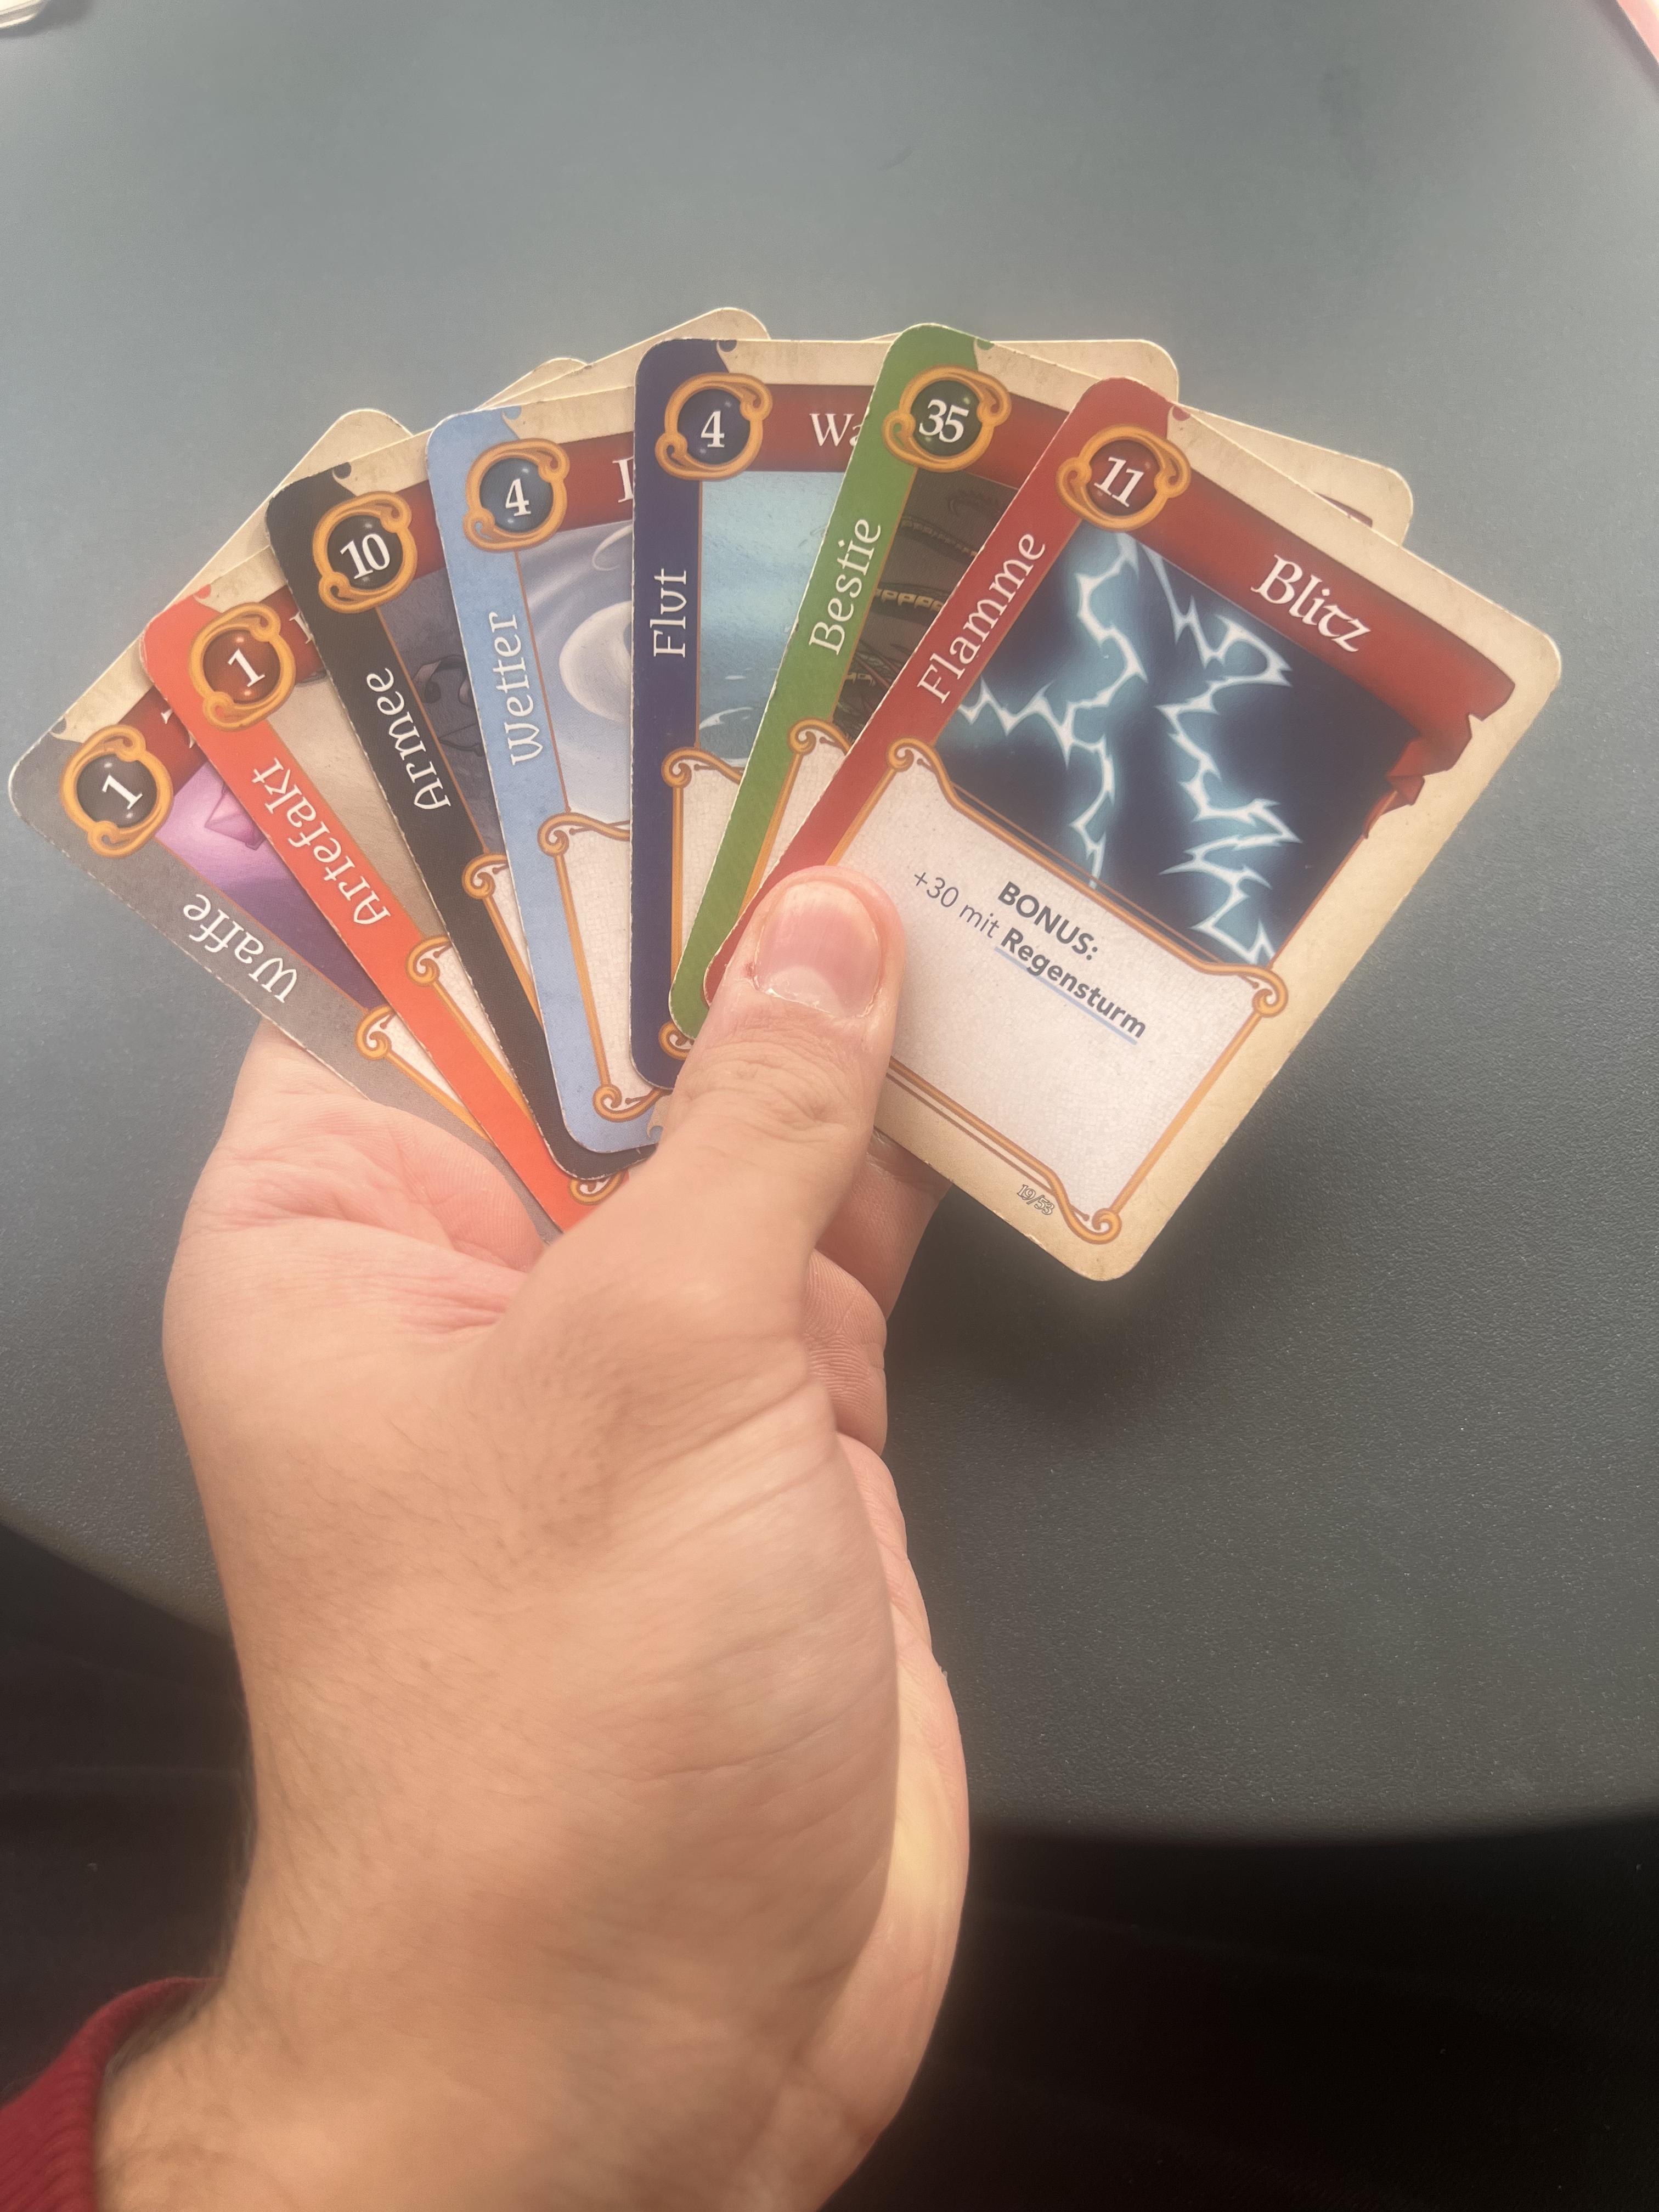 1
Waffe
1
Artefakt
10
Armee
4
Wetter
4
Wa
Flut
35
Bestie
11
Blitz
Flamme
BONUS:
+30 mit Regensturm
19/53